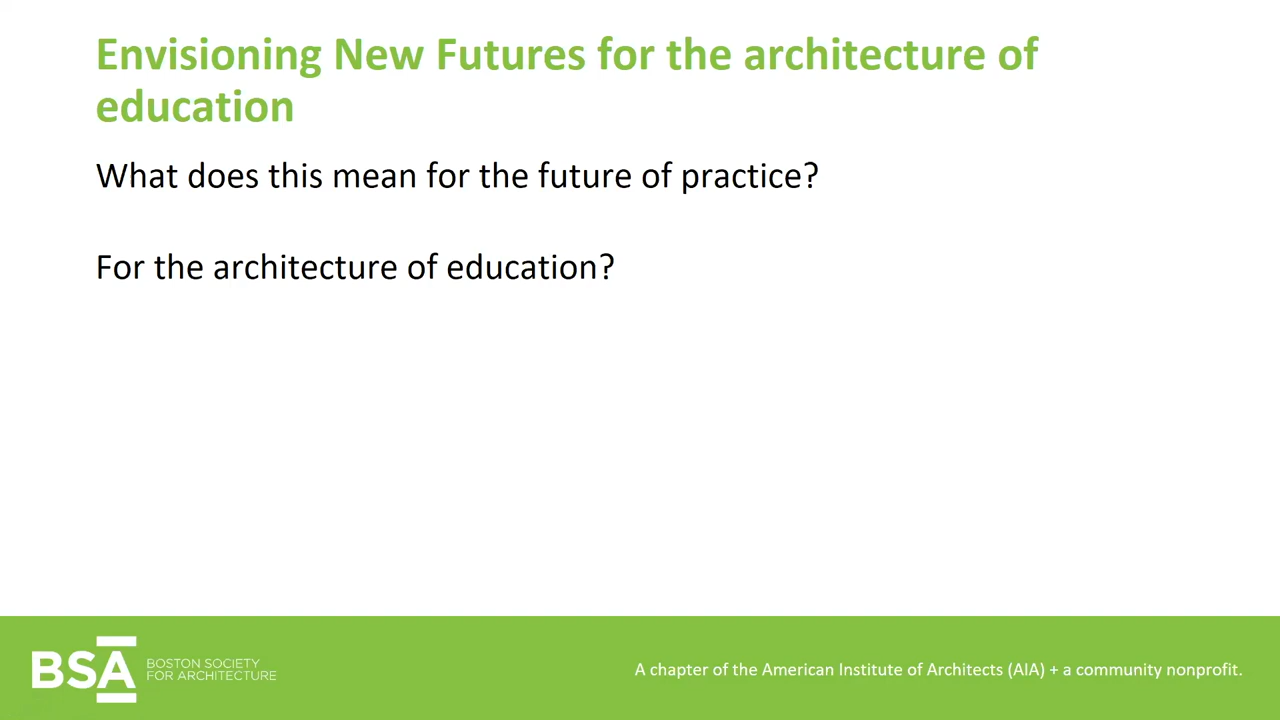 Envisioning New Futures for the architecture of
education
What does this mean for the future of practice?
For the architecture of education?
BSA
BOSTON SOCIETY
FOR ARCHITECTURE
A chapter of the American Institute of Architects (AIA) + a community nonprofit.